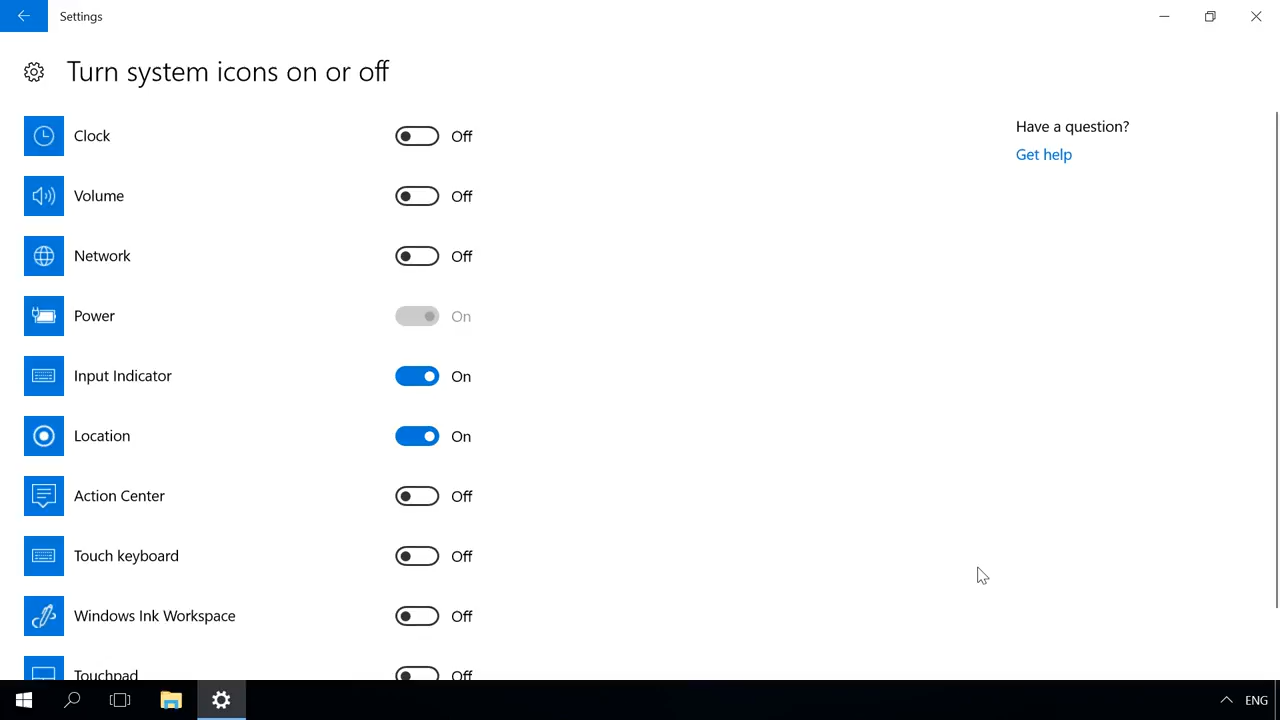 Settings
Turn system icons on or off
Clock Off
Have a question?
Get help
Volume Off
Network Off
Power On
Input Indicator On
Location On
Action Center Off
Touch keyboard Off
Windows Ink Workspace Off
Touchpad Off
ENG